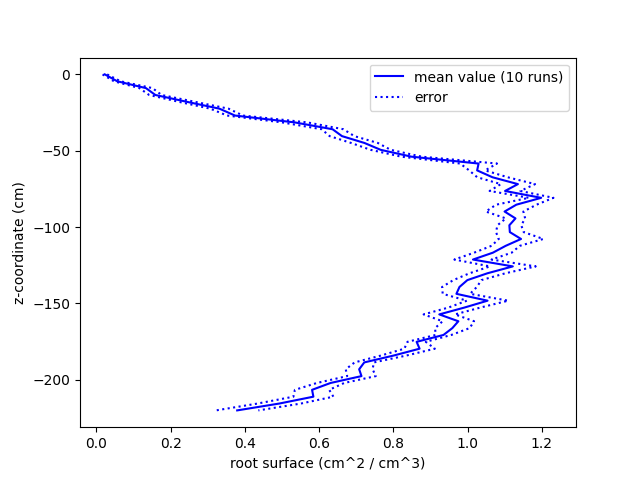 mean value (10 runs)
error
0
−50
−100
−150
−200
z-coordinate (cm)
0.0 0.2 0.4 0.6 0.8 1.0 1.2
root surface (cm^2 / cm^3)